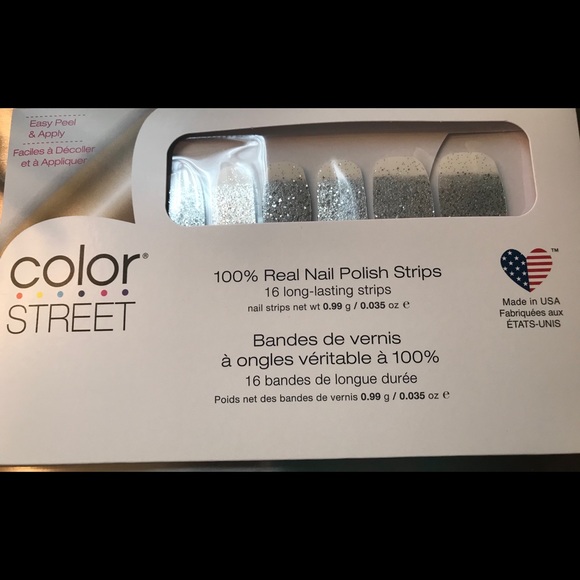 Easy Peel
& Apply
Faciles à Décoller
et à Appliquer
color®
STREET
100% Real Nail Polish Strips
16 long-lasting strips
nail strips net wt 0.99 g / 0.035 oz ℮
Bandes de vernis
à ongles véritable à 100%
16 bandes de longue durée
Poids net des bandes de vernis 0.99 g / 0.035 oz ℮
TM
Made in USA
Fabriquées aux
ÉTATS-UNIS